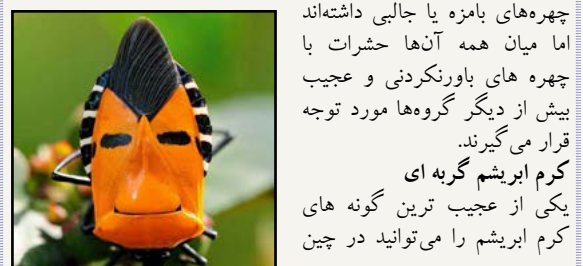 چهره‌های بامزه یا جالبی داشته‌اند
اما میان همه آن‌ها حشرات با
چهره های باورنکردنی و عجیب
بیش از دیگر گروه‌ها مورد توجه
قرار می‌گیرند.
کرم ابریشم گربه ای
یکی از عجیب ترین گونه های
کرم ابریشم را می‌توانید در چین